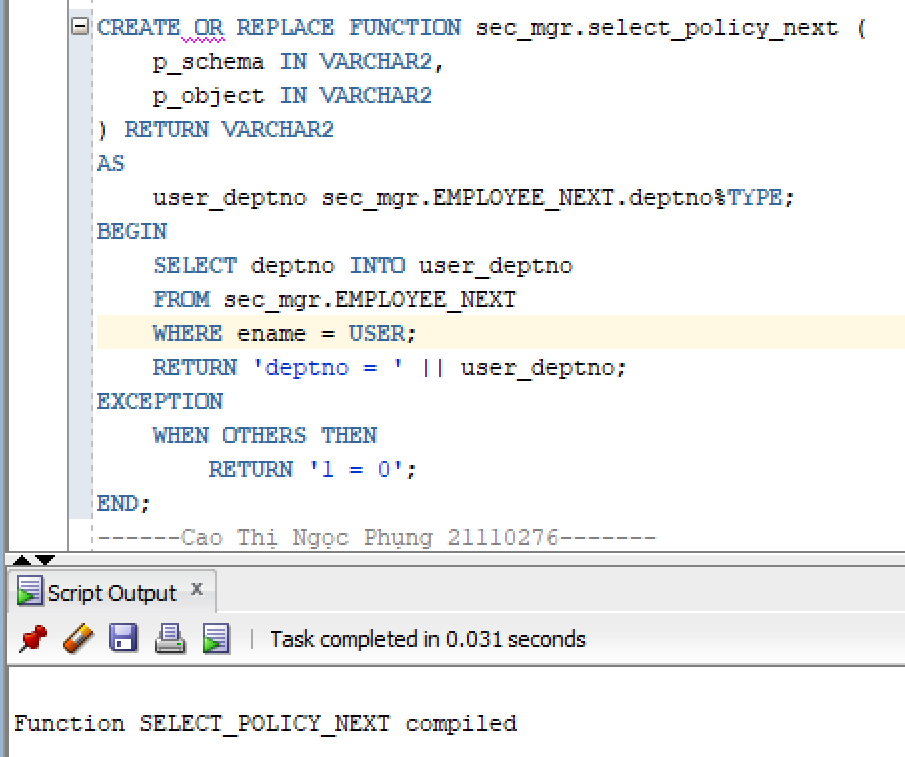 CREATE OR REPLACE FUNCTION sec_mgr.select_policy_next (
p_schema IN VARCHAR2,
p_object IN VARCHAR2
) RETURN VARCHAR2
AS
user_deptno sec_mgr.EMPLOYEE_NEXT.deptno%TYPE;
BEGIN
SELECT deptno INTO user_deptno
FROM sec_mgr.EMPLOYEE_NEXT
WHERE ename = USER;
RETURN 'deptno = ' || user_deptno;
EXCEPTION
WHEN OTHERS THEN
RETURN '1 = 0';
END;
------Cao Thị Ngọc Phụng 21110276-------
Script Output x
Task completed in 0.031 seconds
Function SELECT_POLICY_NEXT compiled